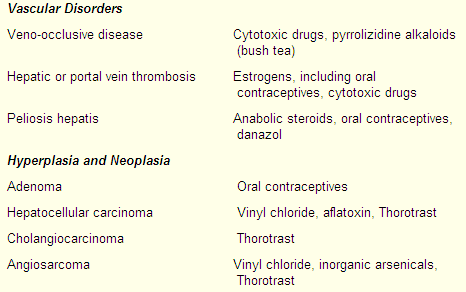 Vascular Disorders
Veno-occlusive disease Cytotoxic drugs, pyrrolizidine alkaloids
(bush tea)
Hepatic or portal vein thrombosis Estrogens, including oral
contraceptives, cytotoxic drugs
Peliosis hepatis Anabolic steroids, oral contraceptives,
danazol
Hyperplasia and Neoplasia
Adenoma Oral contraceptives
Hepatocellular carcinoma Vinyl chloride, aflatoxin, Thorotrast
Cholangiocarcinoma Thorotrast
Angiosarcoma Vinyl chloride, inorganic arsenicals,
Thorotrast